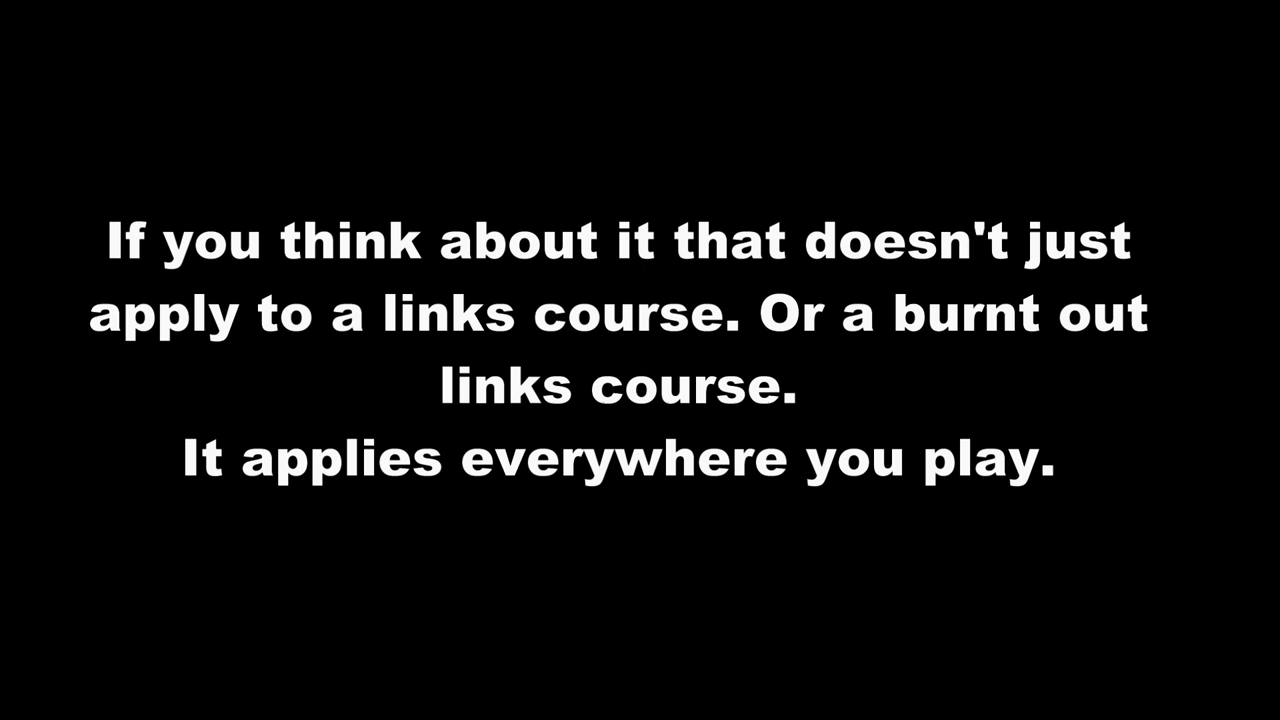 If you think about it that doesn't just
apply to a links course. Or a burnt out
links course.
It applies everywhere you play.